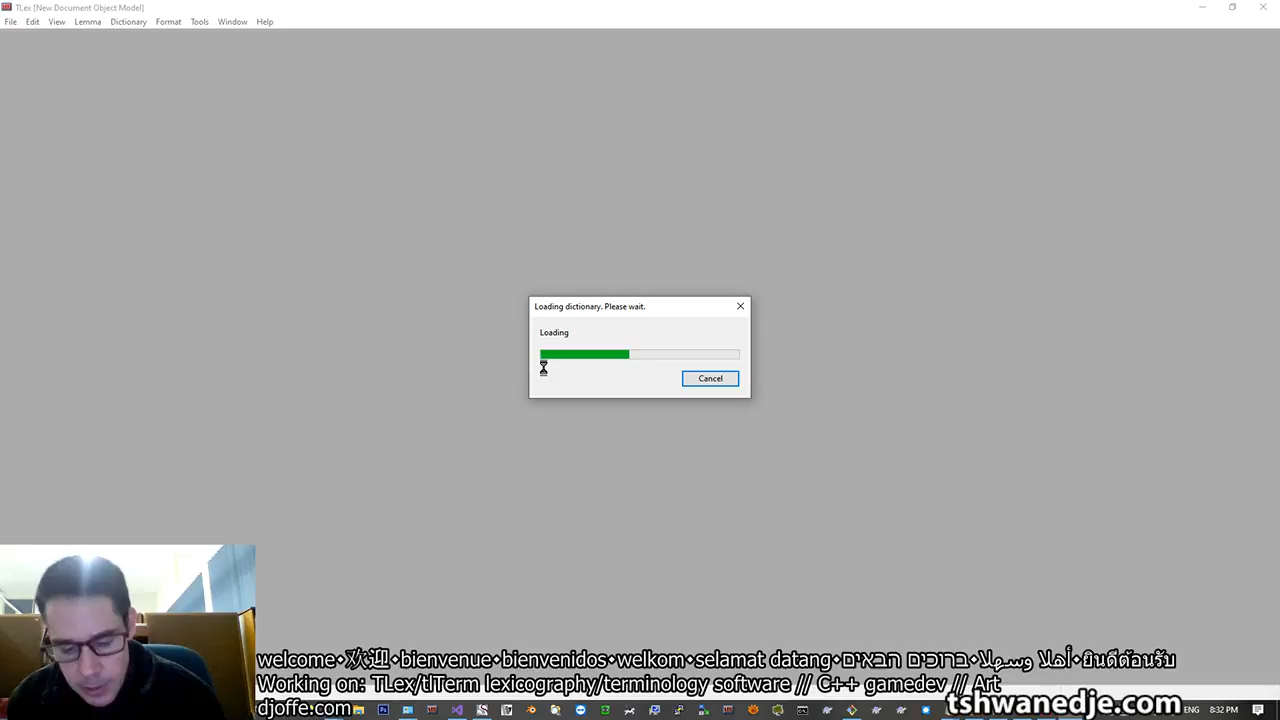 TLex [New Document Object Model]
File Edit View Lemma Dictionary Format Tools Window Help
Loading dictionary. Please wait.
Loading
Cancel
welcome•欢迎•bienvenue•bienvenidos•welkom•selamat datang•ברוכים הבאים•أهلا وسهلا•ยินดีต้อนรับ
Working on: TLex/tlTerm lexicography/terminology software // C++ gamedev // Art
djoffe.com
tshwanedje.com
ENG 8:32 PM